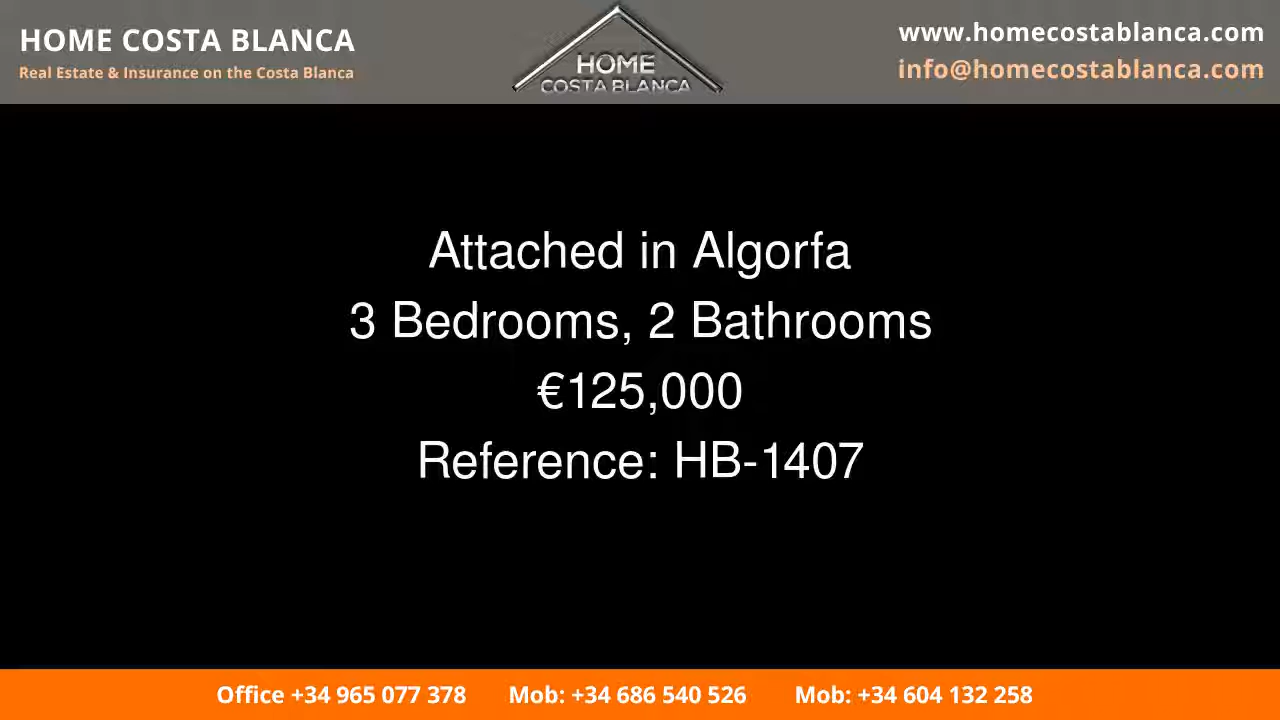 HOME COSTA BLANCA
Real Estate & Insurance on the Costa Blanca
HOME
COSTA BLANCA
www.homecostablanca.com
info@homecostablanca.com
Attached in Algorfa
3 Bedrooms, 2 Bathrooms
€125,000
Reference: HB-1407
Office +34 965 077 378 Mob: +34 686 540 526 Mob: +34 604 132 258